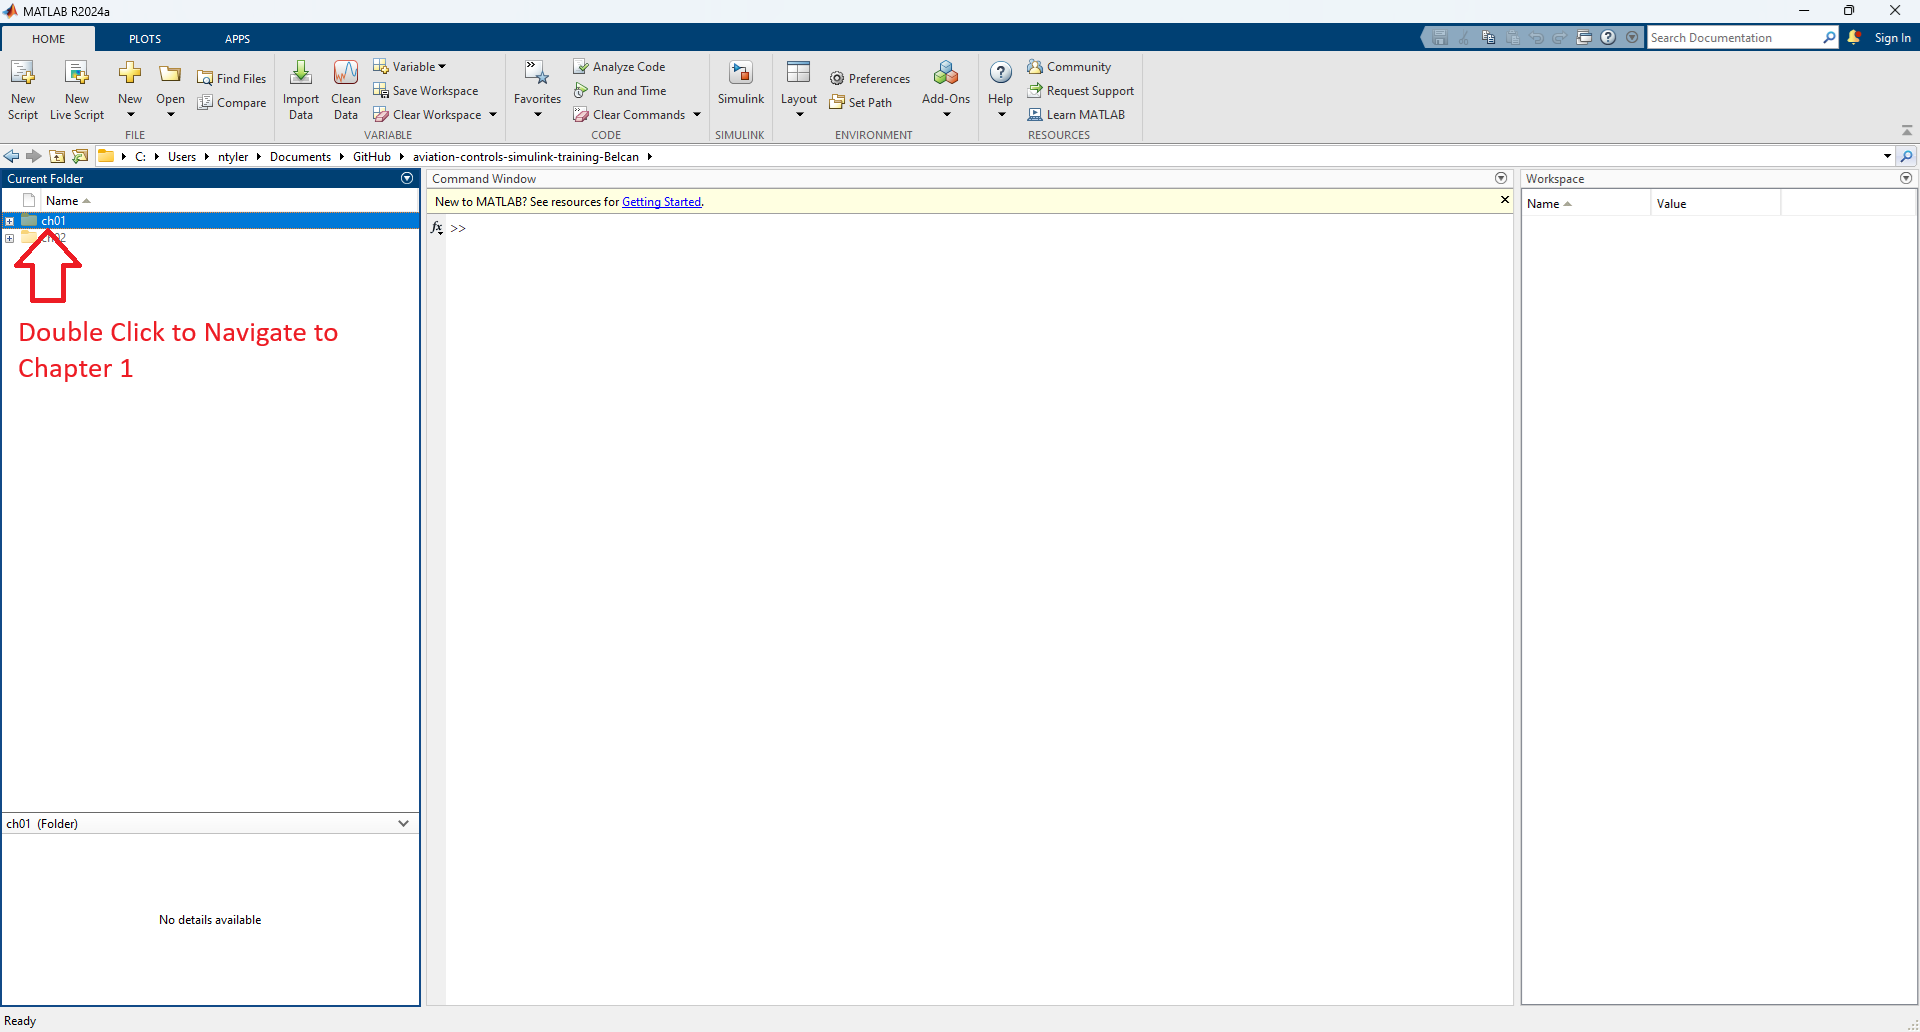 MATLAB R2024a
HOME PLOTS APPS
Search Documentation
Sign In
New Script
New Live Script
New
Open
Find Files
Compare
FILE
Import Data
Clean Data
Variable
Save Workspace
Clear Workspace
VARIABLE
Favorites
Analyze Code
Run and Time
Clear Commands
CODE
Simulink
SIMULINK
Layout
Preferences
Set Path
Add-Ons
ENVIRONMENT
Help
Community
Request Support
Learn MATLAB
RESOURCES
C: Users ntyler Documents GitHub aviation-controls-simulink-training-Belcan
Current Folder
Name
ch01
ch02
Double Click to Navigate to
Chapter 1
ch01 (Folder)
No details available
Command Window
New to MATLAB? See resources for Getting Started.
fx >>
Workspace
Name Value
Ready